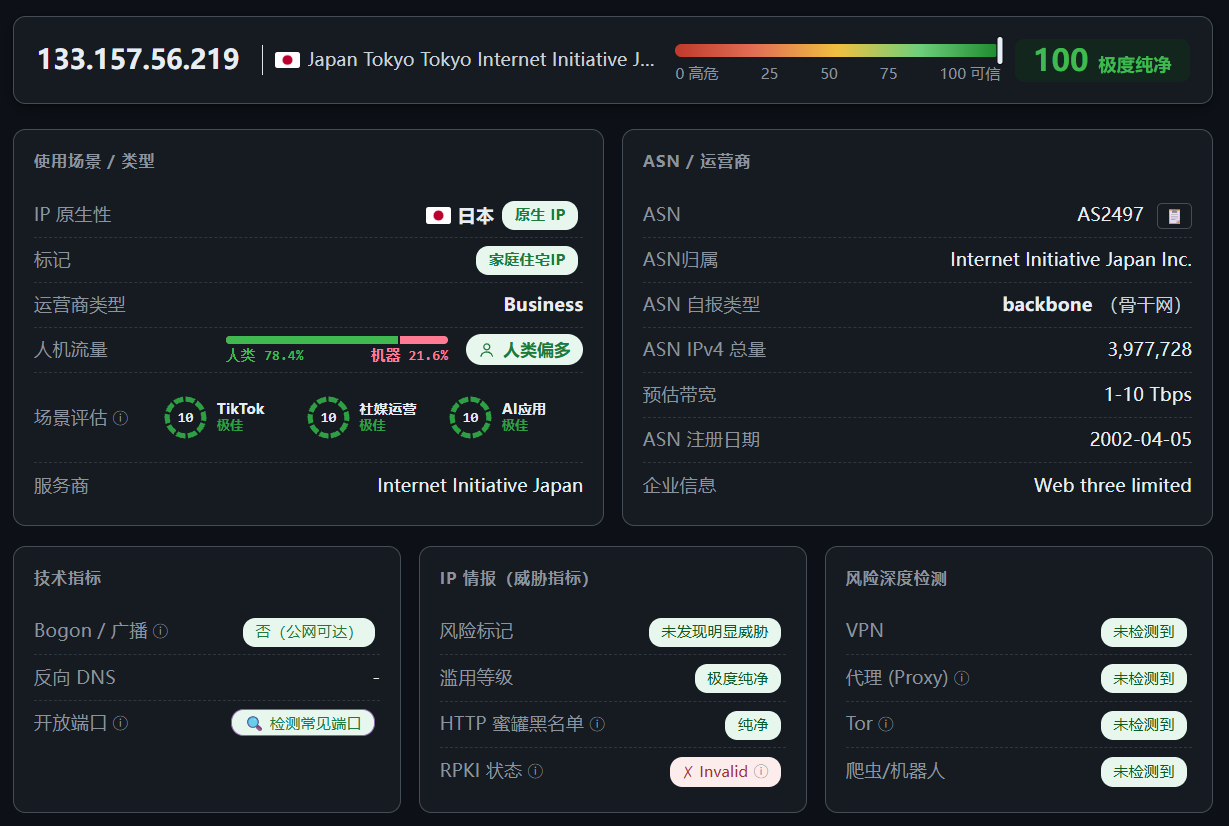 133.157.56.219
Japan Tokyo Tokyo Internet Initiative J...
0 高危 25 50 75 100 可信
100 极度纯净
使用场景 / 类型
IP 原生性 日本 原生 IP
标记 家庭住宅IP
运营商类型 Business
人机流量 人类 78.4% 机器 21.6% 人类偏多
场景评估 ⓘ 10 TikTok 极佳 10 社媒运营 极佳 10 AI应用 极佳
服务商 Internet Initiative Japan
ASN / 运营商
ASN AS2497
ASN归属 Internet Initiative Japan Inc.
ASN 自报类型 backbone （骨干网）
ASN IPv4 总量 3,977,728
预估带宽 1-10 Tbps
ASN 注册日期 2002-04-05
企业信息 Web three limited
技术指标
Bogon / 广播 ⓘ 否（公网可达）
反向 DNS -
开放端口 ⓘ 检测常见端口
IP 情报（威胁指标）
风险标记 未发现明显威胁
滥用等级 极度纯净
HTTP 蜜罐黑名单 ⓘ 纯净
RPKI 状态 ⓘ ✗ Invalid ⓘ
风险深度检测
VPN 未检测到
代理 (Proxy) ⓘ 未检测到
Tor ⓘ 未检测到
爬虫/机器人 未检测到